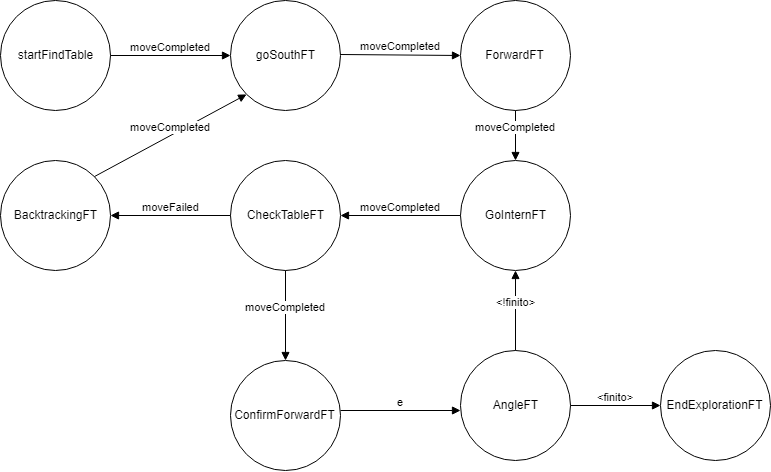 startFindTable
moveCompleted
goSouthFT
moveCompleted
ForwardFT
moveCompleted
moveCompleted
BacktrackingFT
moveFailed
CheckTableFT
moveCompleted
GoInternFT
moveCompleted
<!finito>
ConfirmForwardFT
e
AngleFT
<finito>
EndExplorationFT